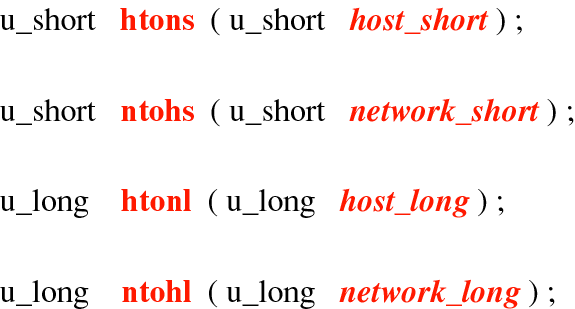 u_short htons ( u_short host_short ) ;
u_short ntohs ( u_short network_short ) ;
u_long htonl ( u_long host_long ) ;
u_long ntohl ( u_long network_long ) ;